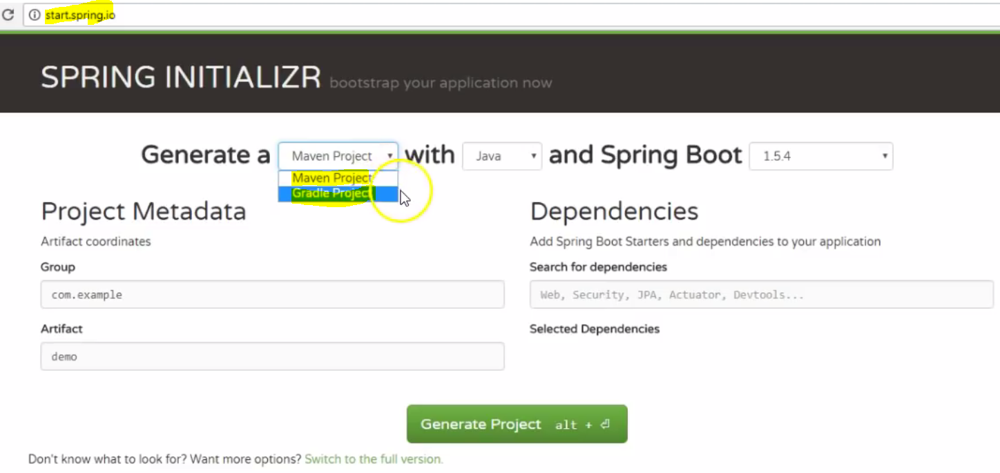 start.spring.io
SPRING INITIALIZR bootstrap your application now
Generate a Maven Project with Java and Spring Boot 1.5.4
Maven Project
Gradle Project
Project Metadata
Artifact coordinates
Group
com.example
Artifact
demo
Dependencies
Add Spring Boot Starters and dependencies to your application
Search for dependencies
Web, Security, JPA, Actuator, Devtools...
Selected Dependencies
Generate Project alt + ⏎
Don't know what to look for? Want more options? Switch to the full version.